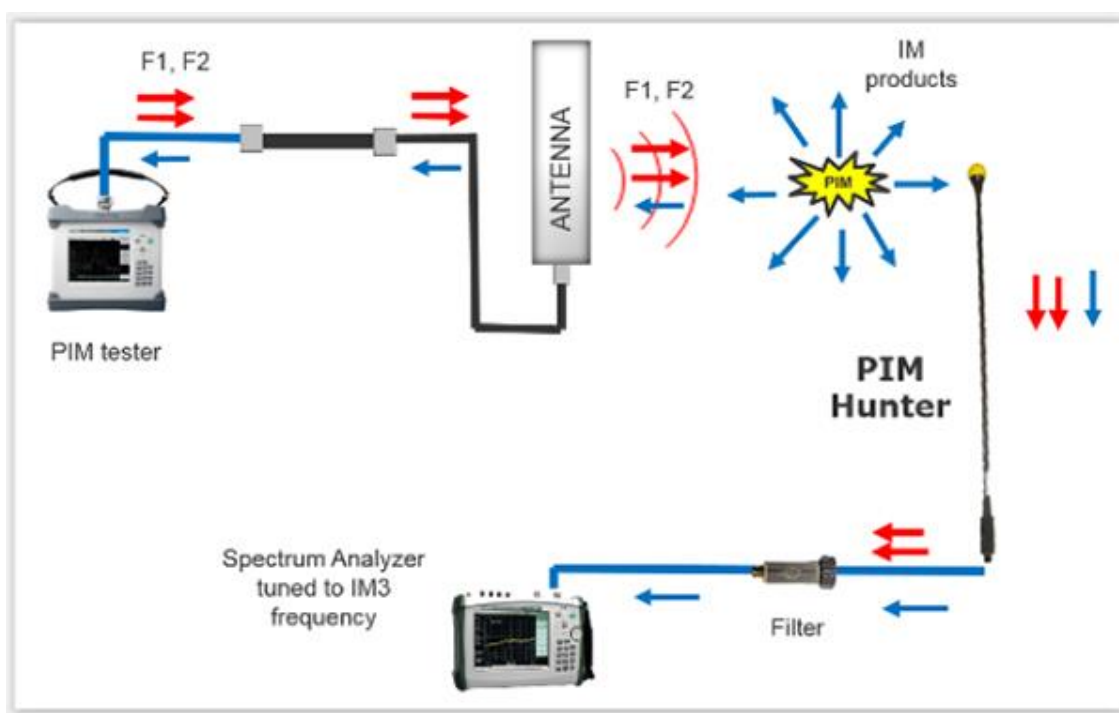 F1, F2
ANTENNA
F1, F2
IM
products
PIM
PIM tester
PIM
Hunter
Spectrum Analyzer
tuned to IM3
frequency
Filter